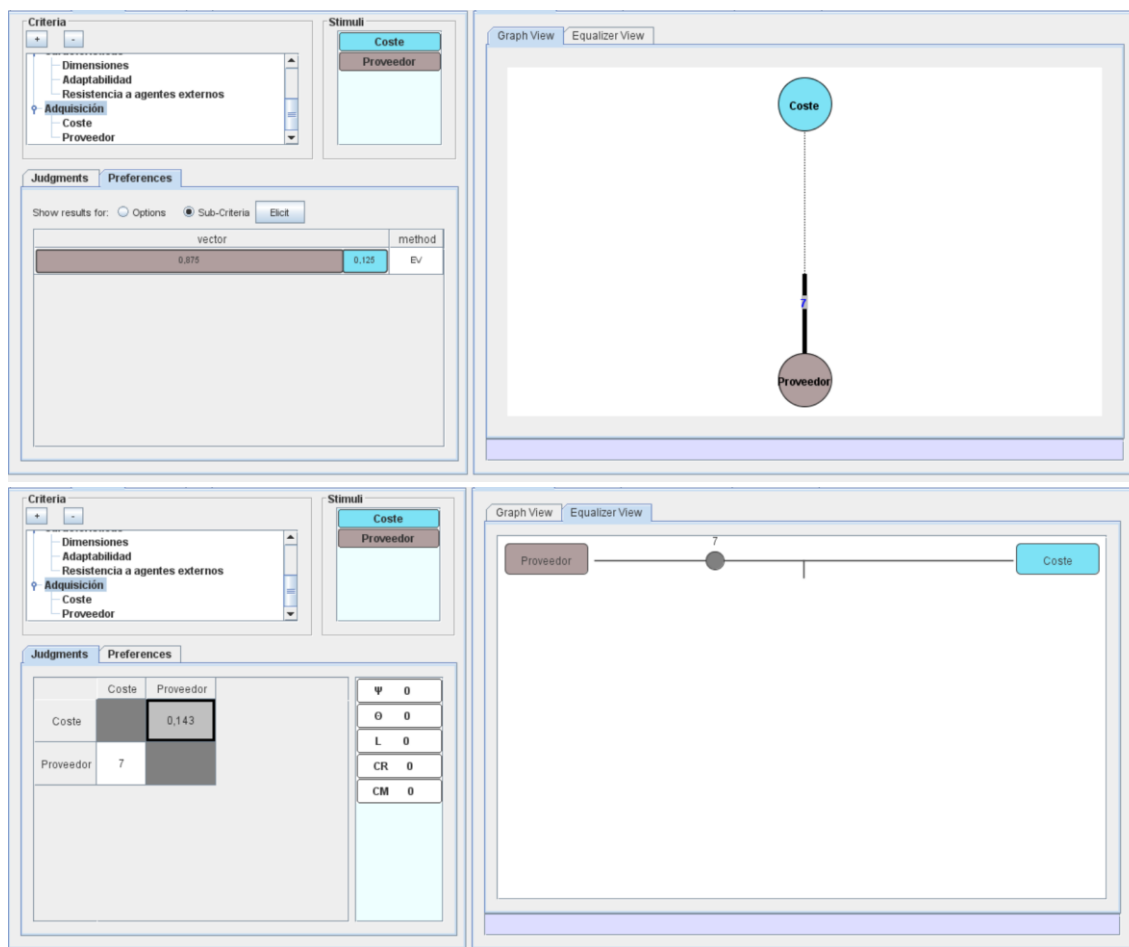 Criteria
+ -
Dimensiones
Adaptabilidad
Resistencia a agentes externos
Adquisición
Coste
Proveedor
Stimuli
Coste
Proveedor
Judgments Preferences
Show results for: Options Sub-Criteria Elicit
vector method
0,875 0,125 EV
Graph View Equalizer View
Coste
7
Proveedor
Criteria
+ -
Dimensiones
Adaptabilidad
Resistencia a agentes externos
Adquisición
Coste
Proveedor
Stimuli
Coste
Proveedor
Judgments Preferences
Coste Proveedor
Coste 0,143
Proveedor 7
Ψ 0
Θ 0
L 0
CR 0
CM 0
Graph View Equalizer View
7
Proveedor Coste